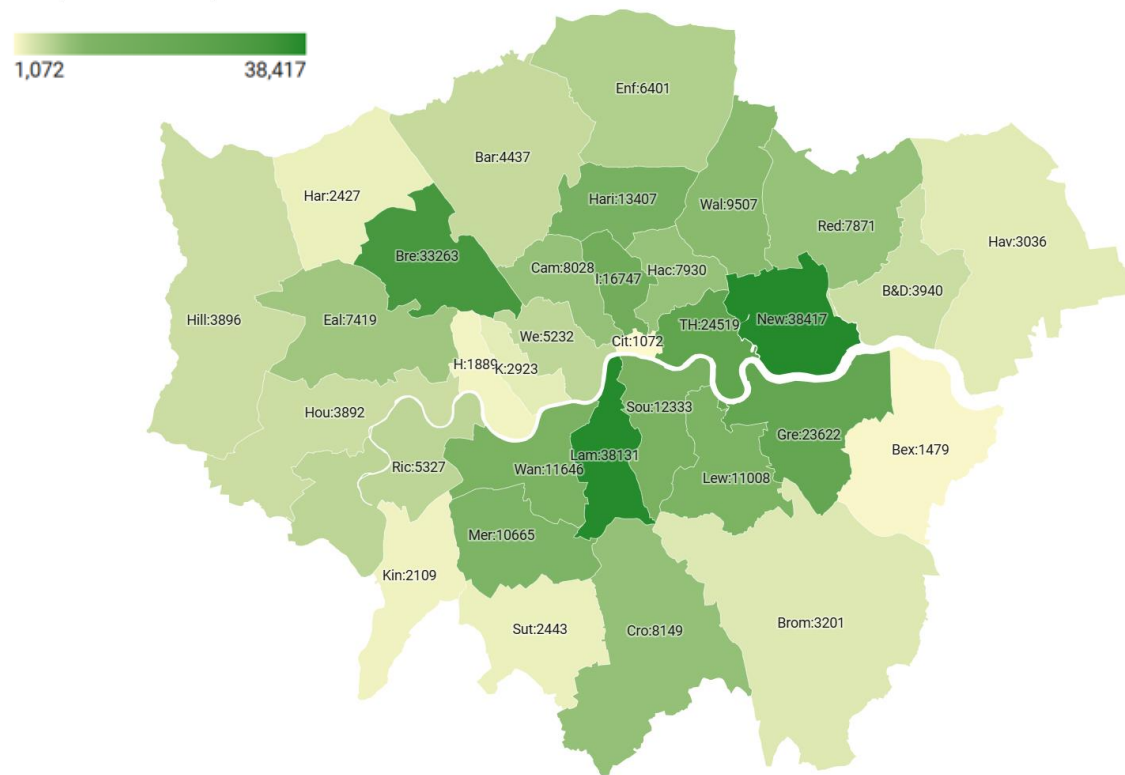 1,072 38,417
Enf:6401
Bar:4437
Har:2427
Hari:13407
Wal:9507
Red:7871
Hav:3036
Bre:33263
Cam:8028
I:16747
Hac:7930
B&D:3940
Hill:3896
Eal:7419
We:5232
TH:24519
New:38417
Cit:1072
H:1889
K:2923
Hou:3892
Sou:12333
Gre:23622
Bex:1479
Ric:5327
Wan:11646
Lam:38131
Lew:11008
Mer:10665
Kin:2109
Sut:2443
Cro:8149
Brom:3201